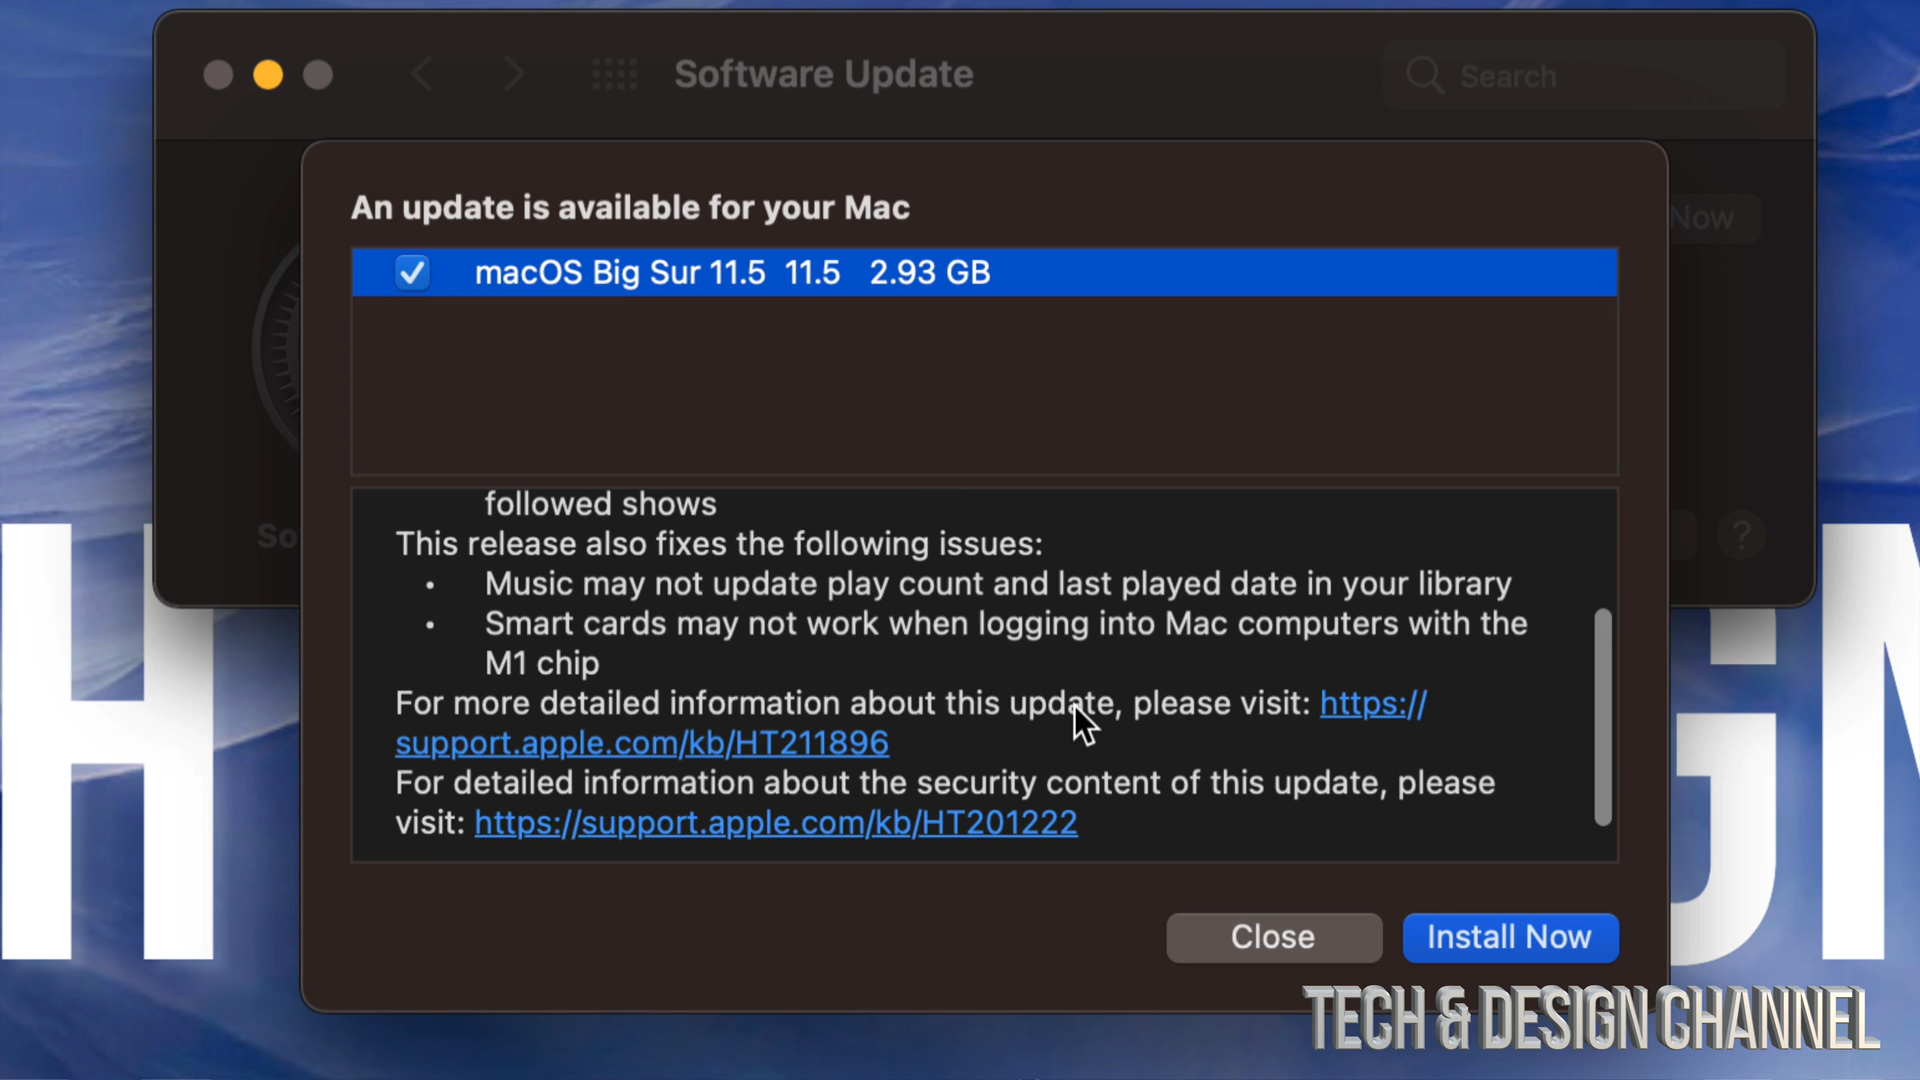 Software Update
Search
An update is available for your Mac
Now
macOS Big Sur 11.5 11.5 2.93 GB
followed shows
This release also fixes the following issues:
• Music may not update play count and last played date in your library
• Smart cards may not work when logging into Mac computers with the
M1 chip
For more detailed information about this update, please visit: https://
support.apple.com/kb/HT211896
For detailed information about the security content of this update, please
visit: https://support.apple.com/kb/HT201222
So
?
H
GN
Close
Install Now
TECH & DESIGN CHANNEL